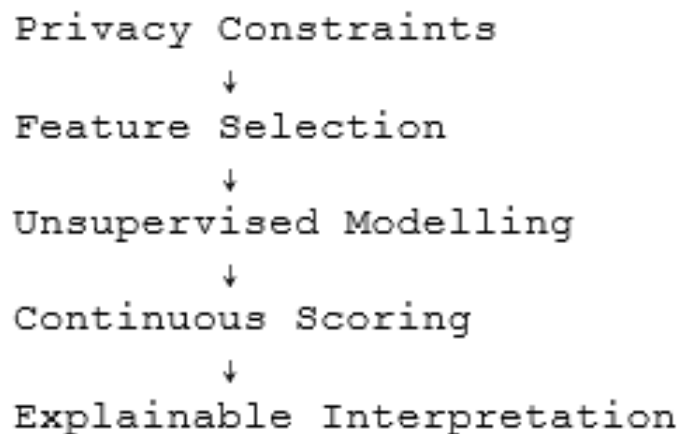 Privacy Constraints
↓
Feature Selection
↓
Unsupervised Modelling
↓
Continuous Scoring
↓
Explainable Interpretation